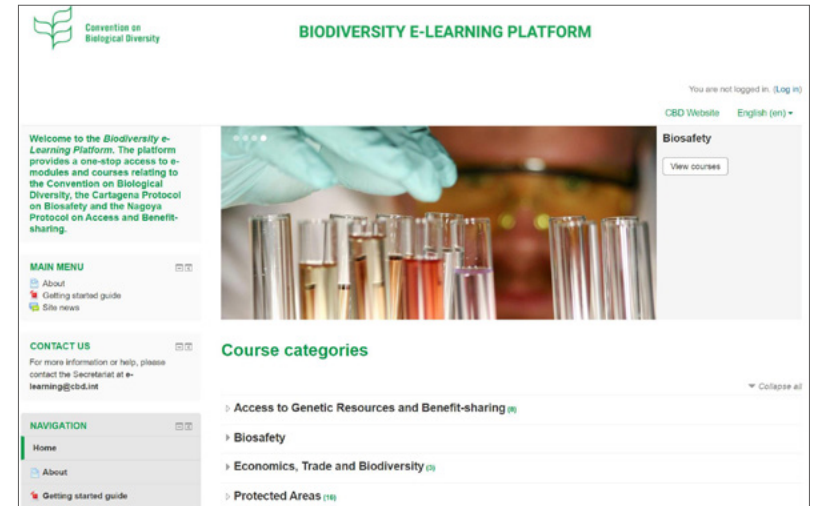 Convention on
Biological Diversity
BIODIVERSITY E-LEARNING PLATFORM
You are not logged in. (Log in)
CBD Website English (en)
Welcome to the Biodiversity e-
Learning Platform. The platform
provides a one-stop access to e-
modules and courses relating to
the Convention on Biological
Diversity, the Cartagena Protocol
on Biosafety and the Nagoya
Protocol on Access and Benefit-
sharing.
Biosafety
View courses
MAIN MENU
About
Getting started guide
Site news
CONTACT US
For more information or help, please
contact the Secretariat at e-
learning@cbd.int
NAVIGATION
Home
About
Getting started guide
Course categories
Collapse all
Access to Genetic Resources and Benefit-sharing
Biosafety
Economics, Trade and Biodiversity (3)
Protected Areas (16)